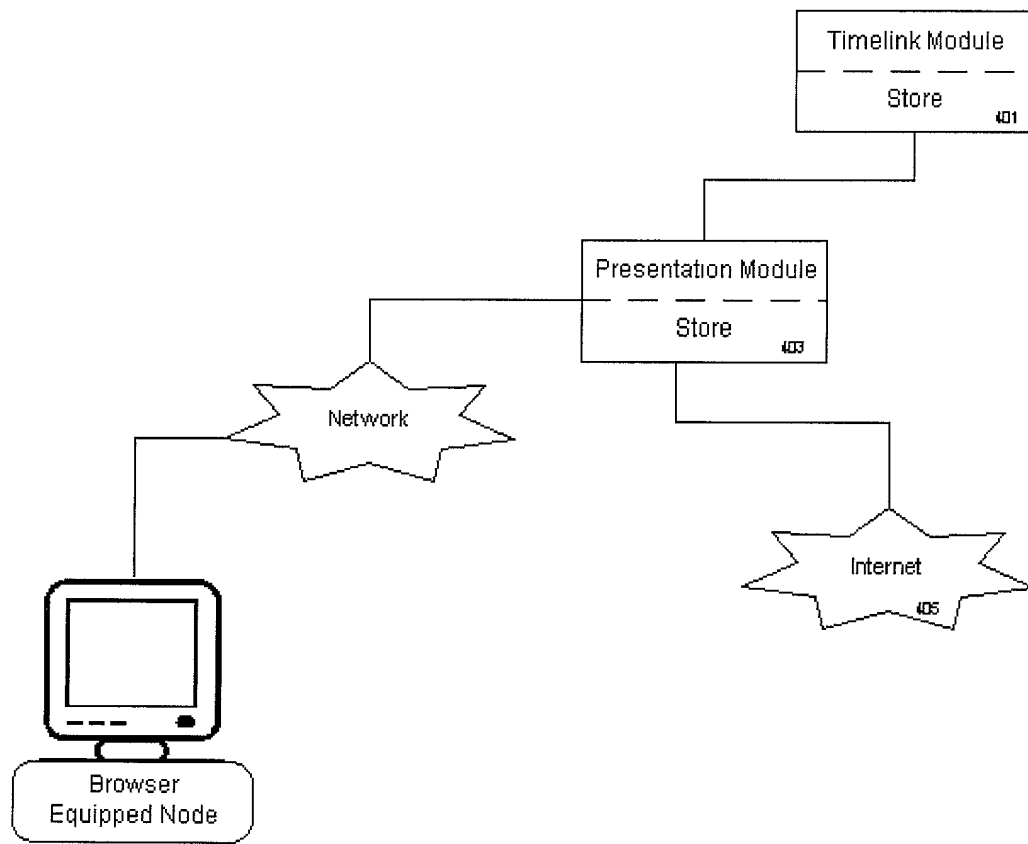 Timelink Module
Store
401
Presentation Module
Store
403
Network
Internet
405
Browser
Equipped Node